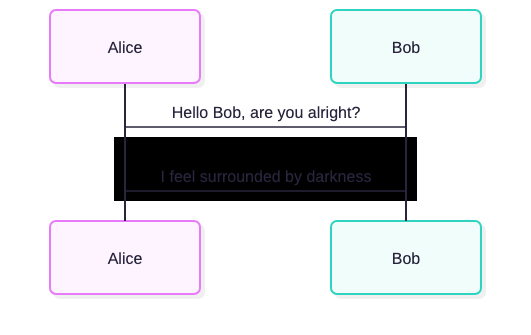 Alice
Bob
Hello Bob, are you alright?
I feel surrounded by darkness
Alice
Bob